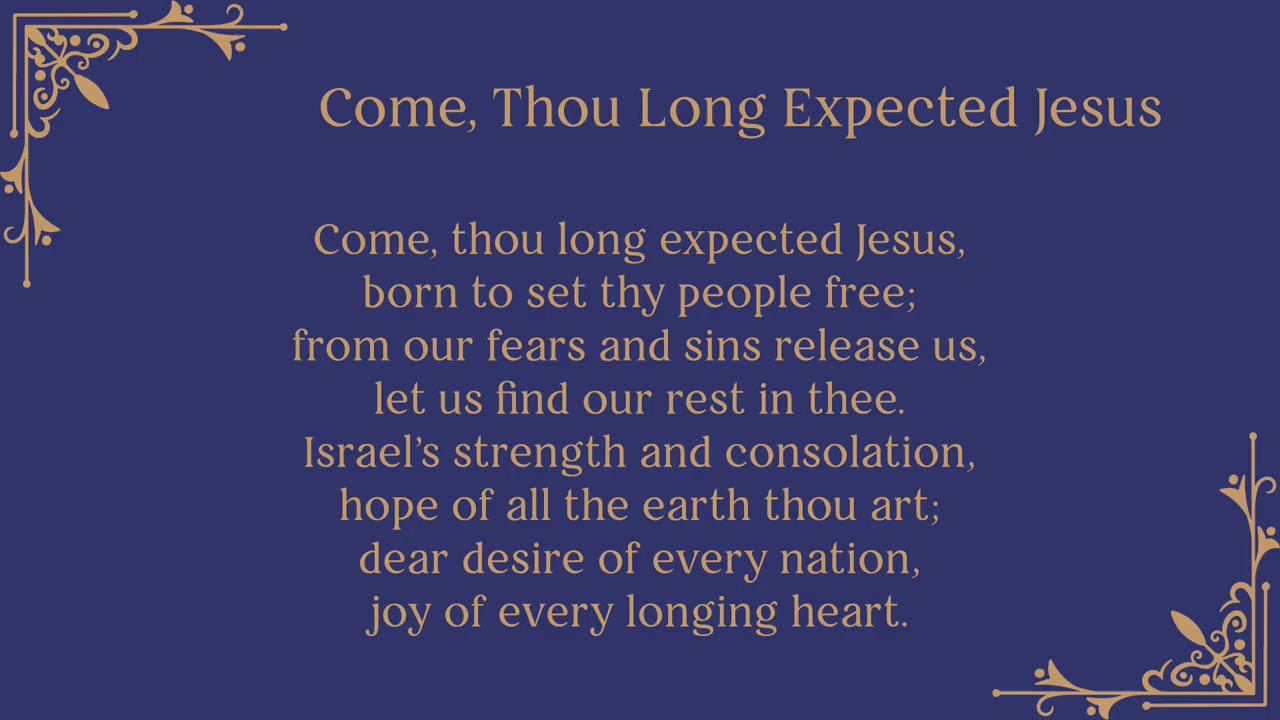 Come, Thou Long Expected Jesus
Come, thou long expected Jesus,
born to set thy people free;
from our fears and sins release us,
let us find our rest in thee.
Israel’s strength and consolation,
hope of all the earth thou art;
dear desire of every nation,
joy of every longing heart.